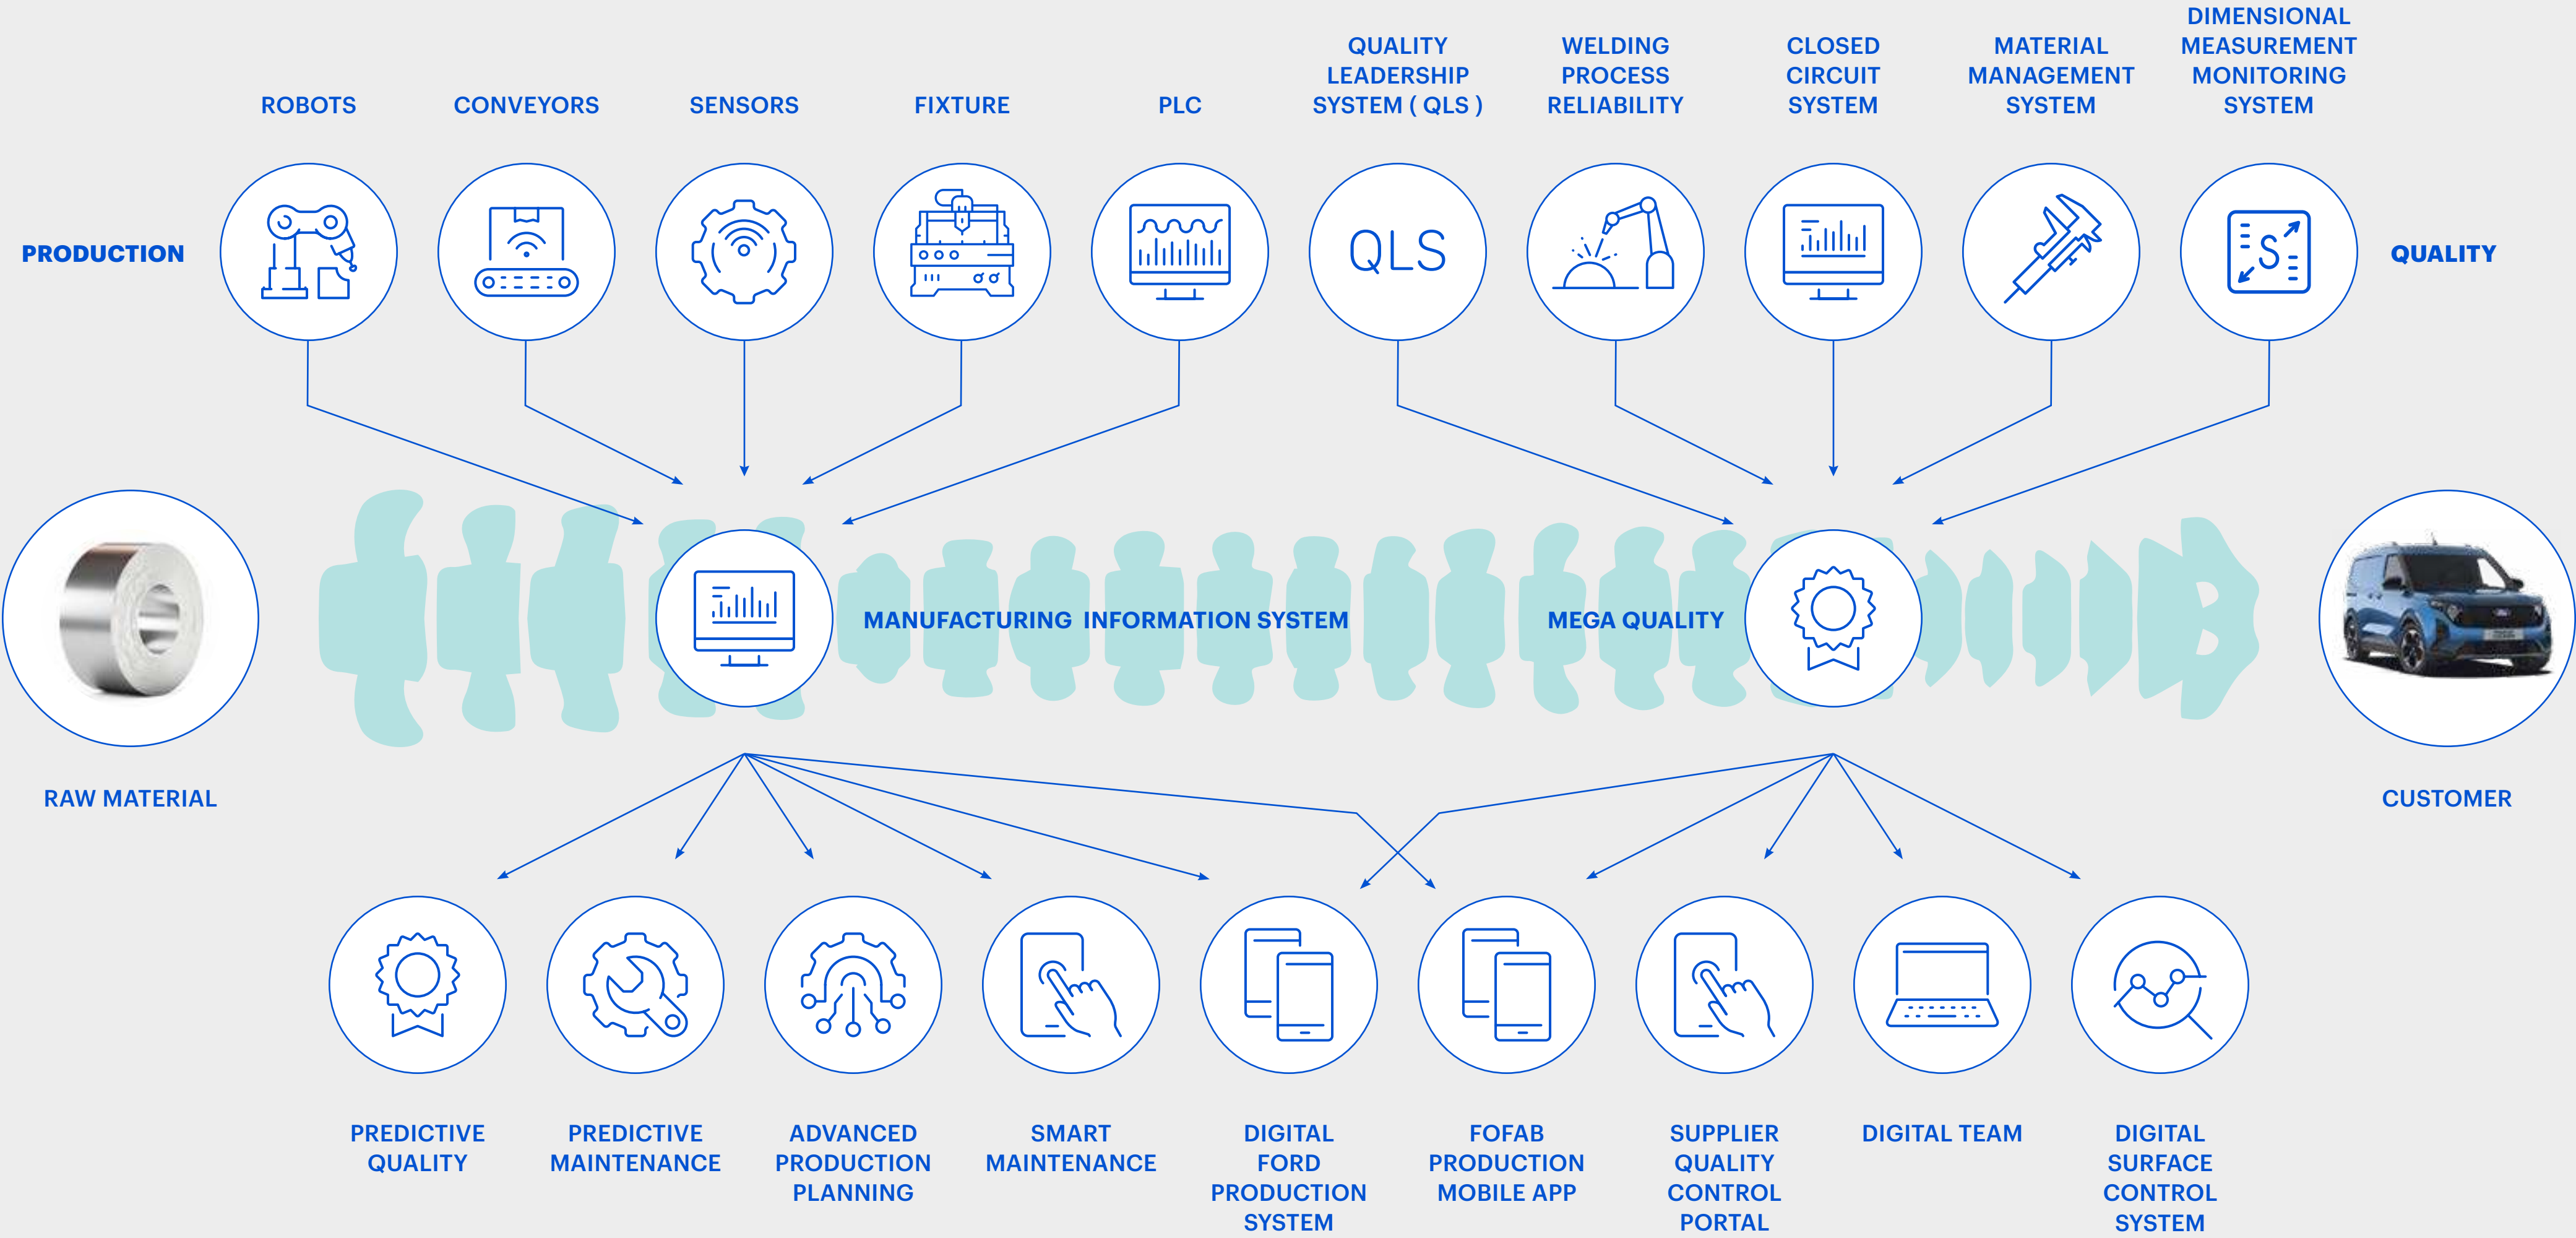 ROBOTS
CONVEYORS
SENSORS
FIXTURE
PLC
QUALITY
LEADERSHIP
SYSTEM ( QLS )
WELDING
PROCESS
RELIABILITY
CLOSED
CIRCUIT
SYSTEM
MATERIAL
MANAGEMENT
SYSTEM
DIMENSIONAL
MEASUREMENT
MONITORING
SYSTEM
PRODUCTION
QLS
S
QUALITY
MANUFACTURING INFORMATION SYSTEM
MEGA QUALITY
RAW MATERIAL
CUSTOMER
PREDICTIVE
QUALITY
PREDICTIVE
MAINTENANCE
ADVANCED
PRODUCTION
PLANNING
SMART
MAINTENANCE
DIGITAL
FORD
PRODUCTION
SYSTEM
FOFAB
PRODUCTION
MOBILE APP
SUPPLIER
QUALITY
CONTROL
PORTAL
DIGITAL TEAM
DIGITAL
SURFACE
CONTROL
SYSTEM